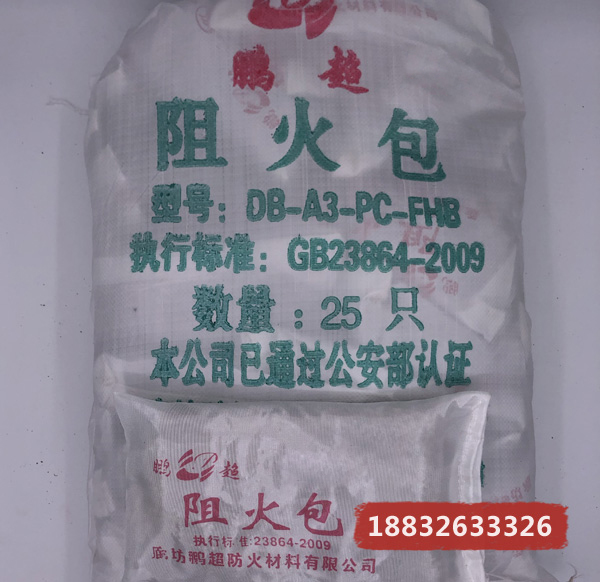 鹏 超
阻火包
型号：DB-A3-PC-FHB
执行标准：GB23864-2009
数量：25只
本公司已通过公安部认证
鹏 超
阻火包
执行标准:23864-2009
廊坊鹏超防火材料有限公司
18832633326